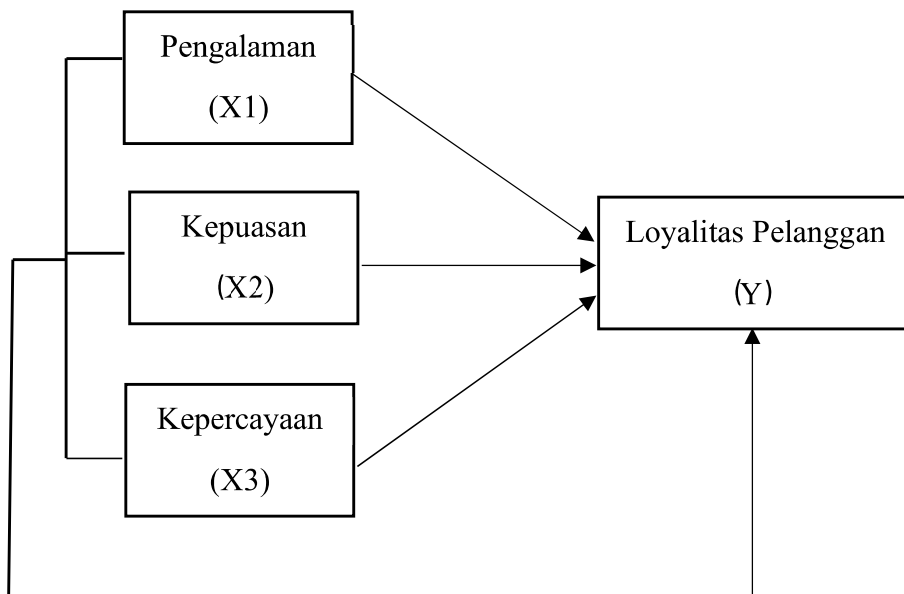 Pengalaman
(X1)
Kepuasan
(X2)
Kepercayaan
(X3)
Loyalitas Pelanggan
(Y)